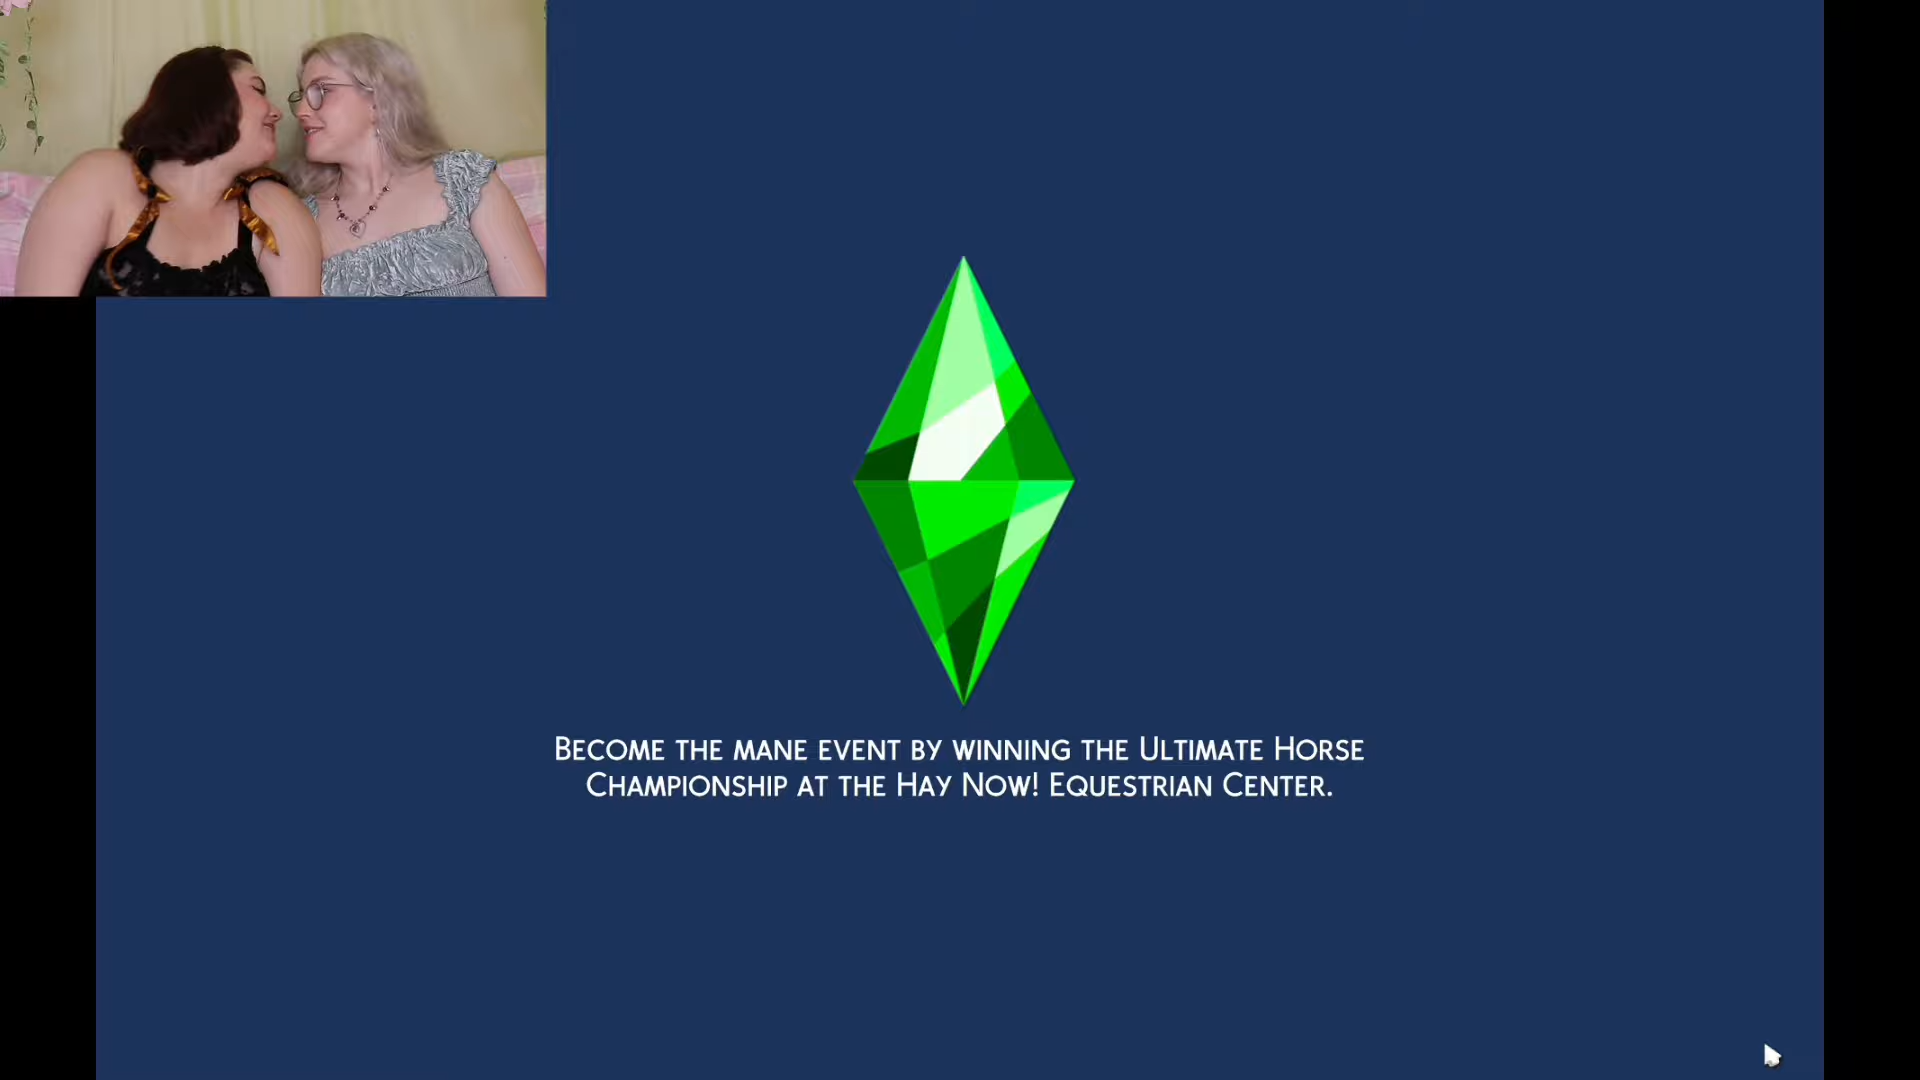 Become the mane event by winning the Ultimate Horse
Championship at the Hay Now! Equestrian Center.